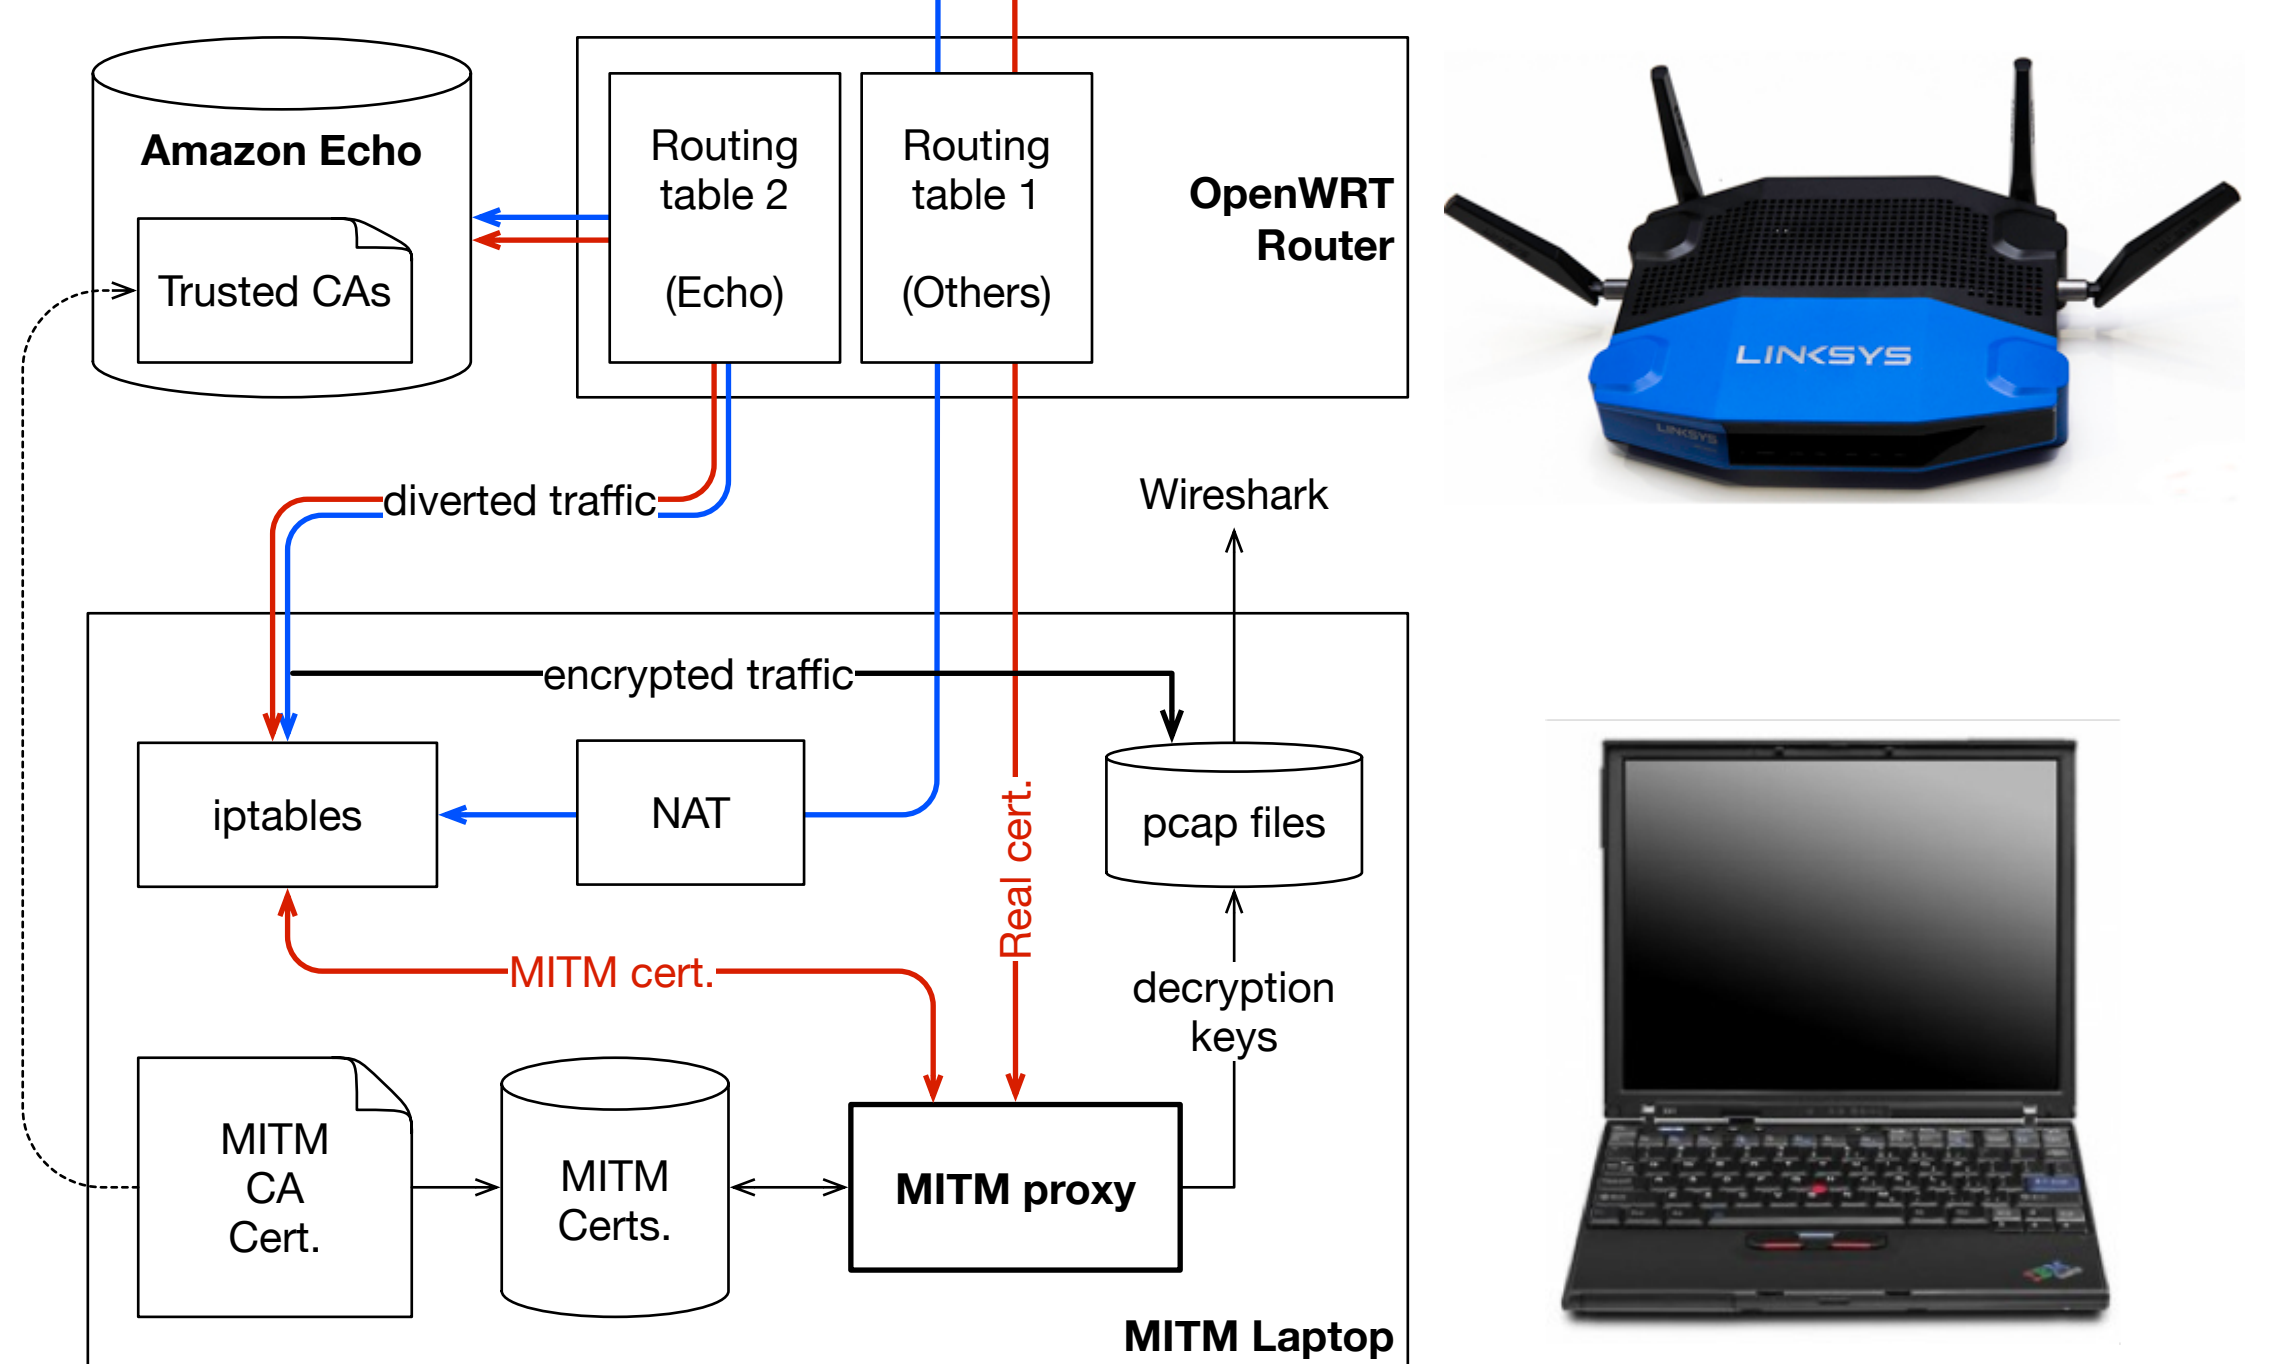 Amazon Echo
Trusted CAs
Routing
table 2
(Echo)
Routing
table 1
(Others)
OpenWRT
Router
LINKSYS
LINKSYS
diverted traffic
Wireshark
encrypted traffic
iptables
NAT
Real cert.
pcap files
MITM cert.
decryption
keys
MITM
CA
Cert.
MITM
Certs.
MITM proxy
MITM Laptop